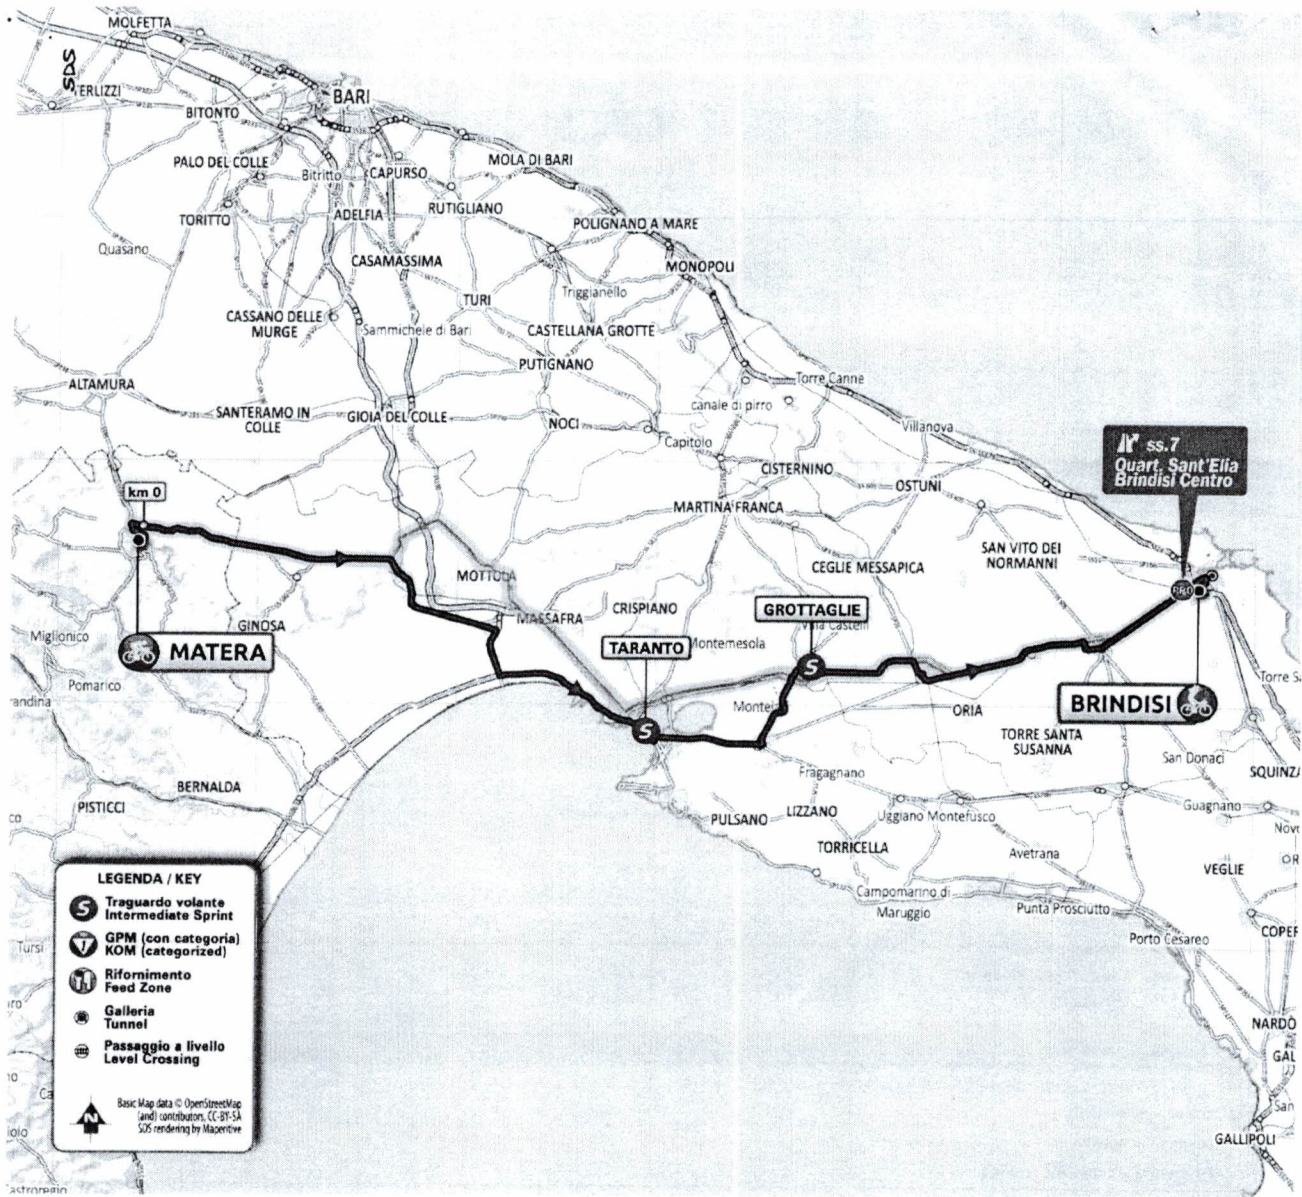 MOLFETTA
SDS
BARI
BITONTO
MOLA DI BARI
PALO DEL COLLE
Bitritto
CAPURSO
TORITTO
ADELFIA
RUTIGLIANO
POLIGNANO A MARE
Quasano
CASAMASSIMA
MONOPOLI
TURI
Triggianello
CASSANO DELLE
MURGE
Sammichele di Bari
CASTELLANA GROTTE
PUTIGNANO
ALTAMURA
Torre Canne
SANTERAMO IN
COLLE
GIOIA DEL COLLE
NOCI
canale di pirro
Capitolo
Villanova
CISTERNINO
OSTUNI
ss.7
Quart. Sant'Elia
Brindisi Centro
km 0
MARTINA FRANCA
SAN VITO DEI
NORMANNI
MOTTOLA
CEGLIE MESSAPICA
CRISPIANO
GROTTAGLIE
MASSAFRA
Villa Castelli
Miglionico
GINOSA
MATERA
TARANTO
Montemesola
Pomarico
BRINDISI
ORIA
TORRE SANTA
SUSANNA
San Donaci
Fragagnano
BERNALDA
PISTICCI
PULSANO
LIZZANO
Uggiano Montefusco
Guagnano
TORRICELLA
Avetrana
VEGLIE
Campomarino di
Maruggio
Punta Prosciutto
Porto Cesareo
Tursi
NARDÒ
GALLIPOLI
LEGENDA / KEY
S Traguardo volante
Intermediate Sprint
GPM (con categoria)
KOM (categorized)
Rifornimento
Feed Zone
Galleria
Tunnel
Passaggio a livello
Level Crossing
N
Basic Map data © OpenStreetMap
(and) contributors, CC-BY-SA
SDS rendering by Maperitive